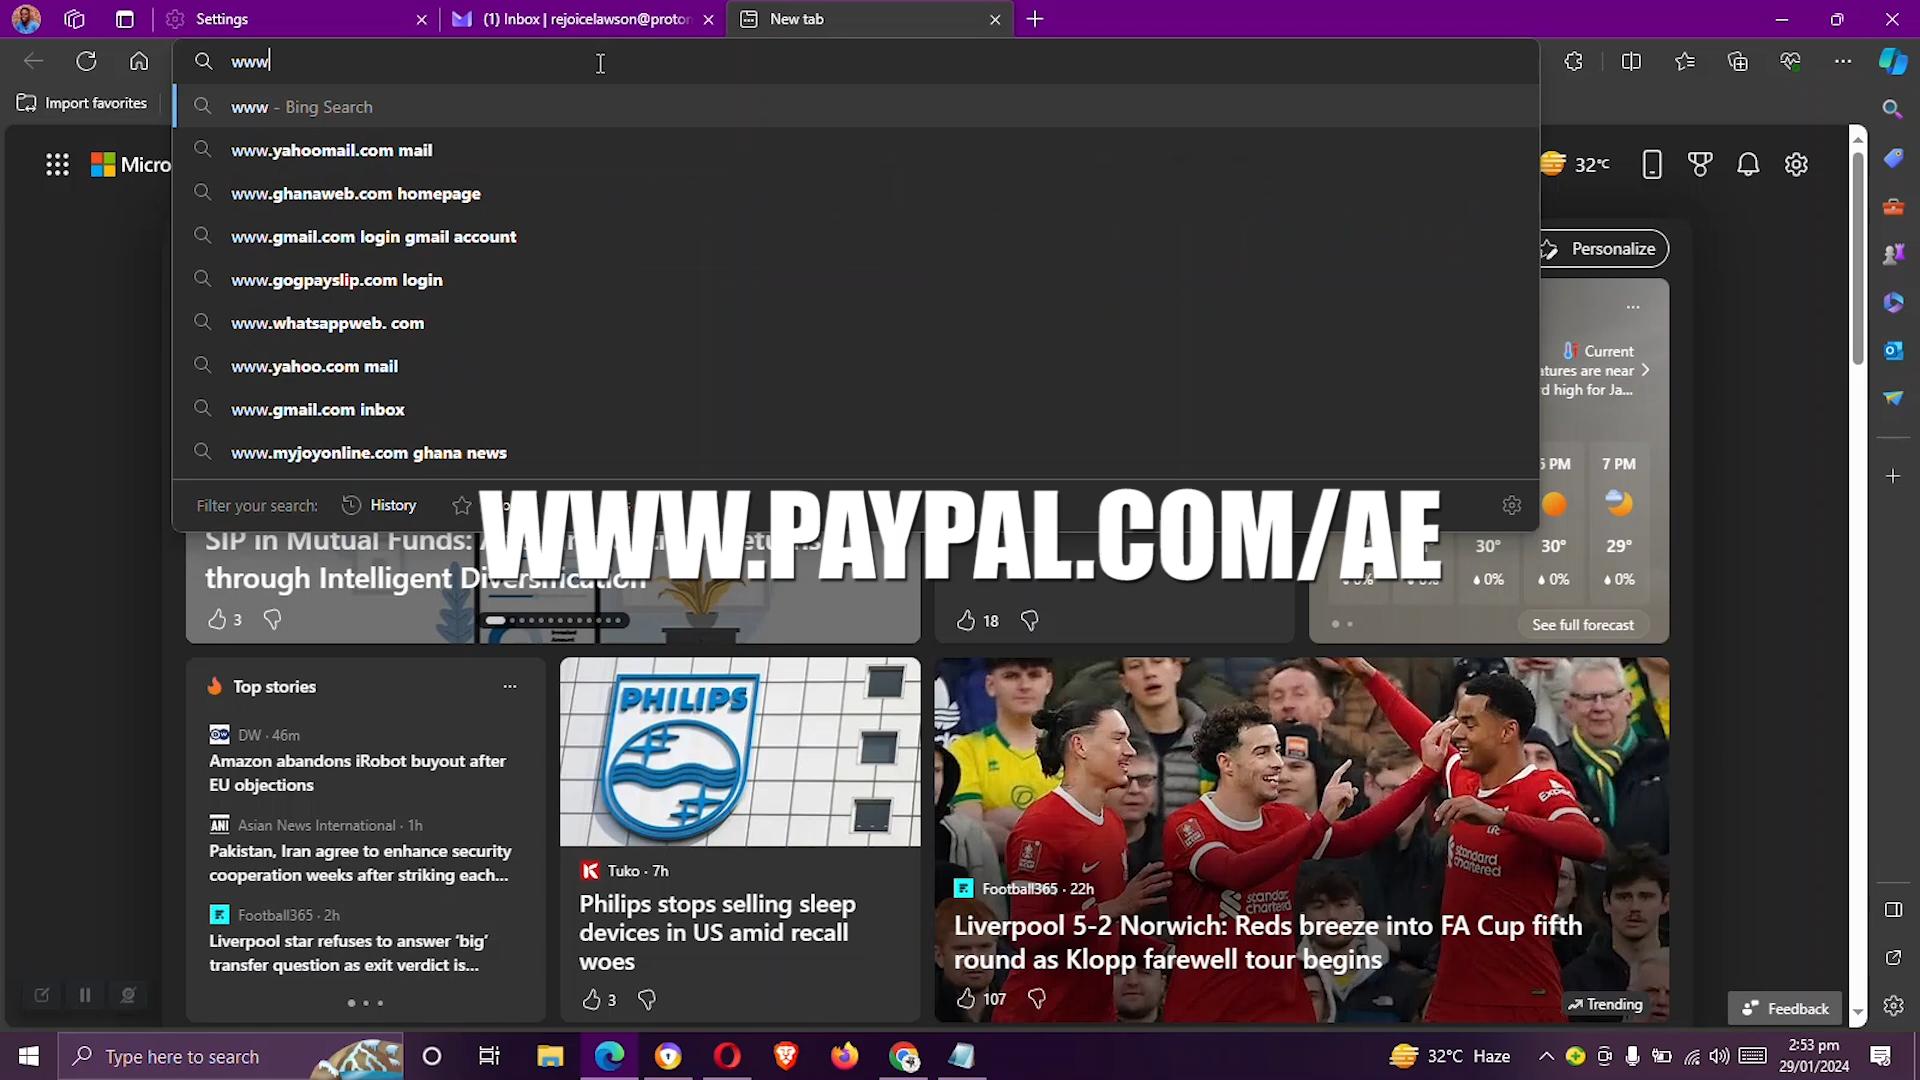 Settings
(1) Inbox | rejoicelawson@proton
New tab
www
Import favorites
www - Bing Search
www.yahoomail.com mail
www.ghanaweb.com homepage
www.gmail.com login gmail account
www.gogpayslip.com login
www.whatsappweb. com
www.yahoo.com mail
www.gmail.com inbox
www.myjoyonline.com ghana news
Filter your search:
History
WWW.PAYPAL.COM/AE
Micro
32°C
Personalize
Current
atures are near
d high for Ja...
PM
7 PM
30°
30°
29°
0%
0%
0%
See full forecast
SIP in Mutual Funds:
through Intelligent Diversification
3
18
Top stories
DW · 46m
Amazon abandons iRobot buyout after
EU objections
ANI
Asian News International · 1h
Pakistan, Iran agree to enhance security
cooperation weeks after striking each...
Football365 · 2h
Liverpool star refuses to answer ‘big’
transfer question as exit verdict is...
PHILIPS
Tuko · 7h
Philips stops selling sleep
devices in US amid recall
woes
3
standard
chartered
Football365 · 22h
Liverpool 5-2 Norwich: Reds breeze into FA Cup fifth
round as Klopp farewell tour begins
107
Trending
Feedback
Type here to search
32°C Haze
2:53 pm
29/01/2024